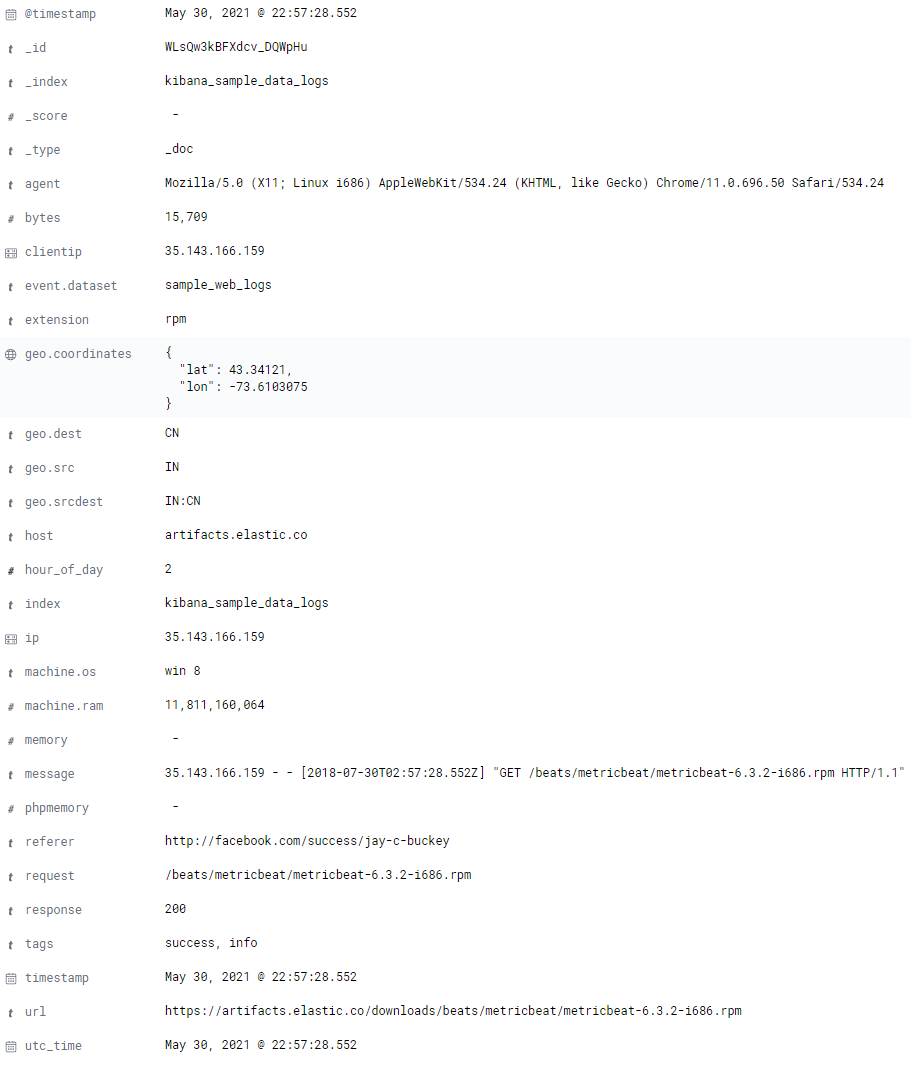 @timestamp May 30, 2021 @ 22:57:28.552
t _id WLsQw3kBFXdcv_DQWpHu
t _index kibana_sample_data_logs
# _score -
t _type _doc
t agent Mozilla/5.0 (X11; Linux i686) AppleWebKit/534.24 (KHTML, like Gecko) Chrome/11.0.696.50 Safari/534.24
# bytes 15,709
clientip 35.143.166.159
t event.dataset sample_web_logs
t extension rpm
geo.coordinates {
"lat": 43.34121,
"lon": -73.6103075
}
t geo.dest CN
t geo.src IN
t geo.srcdest IN:CN
t host artifacts.elastic.co
# hour_of_day 2
t index kibana_sample_data_logs
ip 35.143.166.159
t machine.os win 8
# machine.ram 11,811,160,064
# memory -
t message 35.143.166.159 - - [2018-07-30T02:57:28.552Z] "GET /beats/metricbeat/metricbeat-6.3.2-i686.rpm HTTP/1.1"
# phpmemory -
t referer http://facebook.com/success/jay-c-buckey
t request /beats/metricbeat/metricbeat-6.3.2-i686.rpm
t response 200
t tags success, info
timestamp May 30, 2021 @ 22:57:28.552
t url https://artifacts.elastic.co/downloads/beats/metricbeat/metricbeat-6.3.2-i686.rpm
utc_time May 30, 2021 @ 22:57:28.552